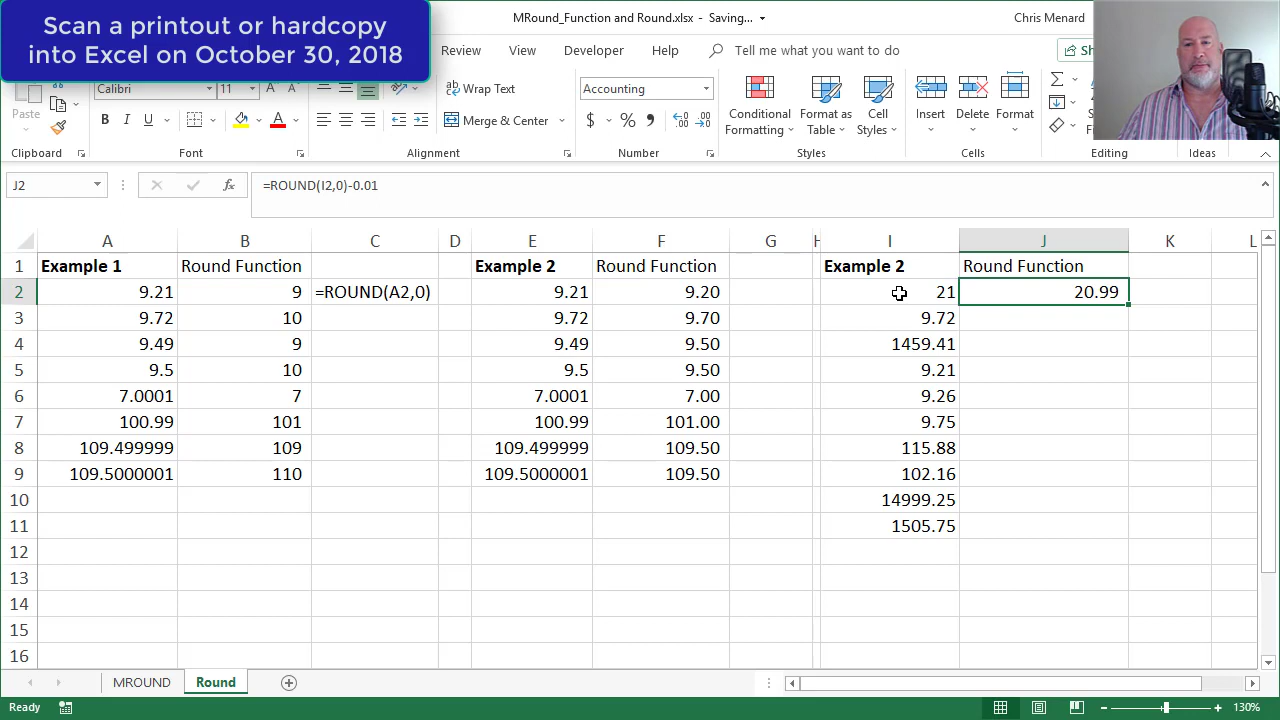 Scan a printout or hardcopy
into Excel on October 30, 2018
MRound_Function and Round.xlsx - Saving...
Chris Menard
Review View Developer Help Tell me what you want to do
Paste
Calibri 11
Wrap Text
Merge & Center
Accounting
Conditional Formatting
Format as Table
Cell Styles
Insert Delete Format
Clipboard Font Alignment Number Styles Cells Editing Ideas
J2 =ROUND(I2,0)-0.01
A B C D E F G H I J K L
1 Example 1 Round Function Example 2 Round Function Example 2 Round Function
2 9.21 9 =ROUND(A2,0) 9.21 9.20 21 20.99
3 9.72 10 9.72 9.70 9.72
4 9.49 9 9.49 9.50 1459.41
5 9.5 10 9.5 9.50 9.21
6 7.0001 7 7.0001 7.00 9.26
7 100.99 101 100.99 101.00 9.75
8 109.499999 109 109.499999 109.50 115.88
9 109.5000001 110 109.5000001 109.50 102.16
10 14999.25
11 1505.75
12
13
14
15
16
MROUND Round
Ready 130%